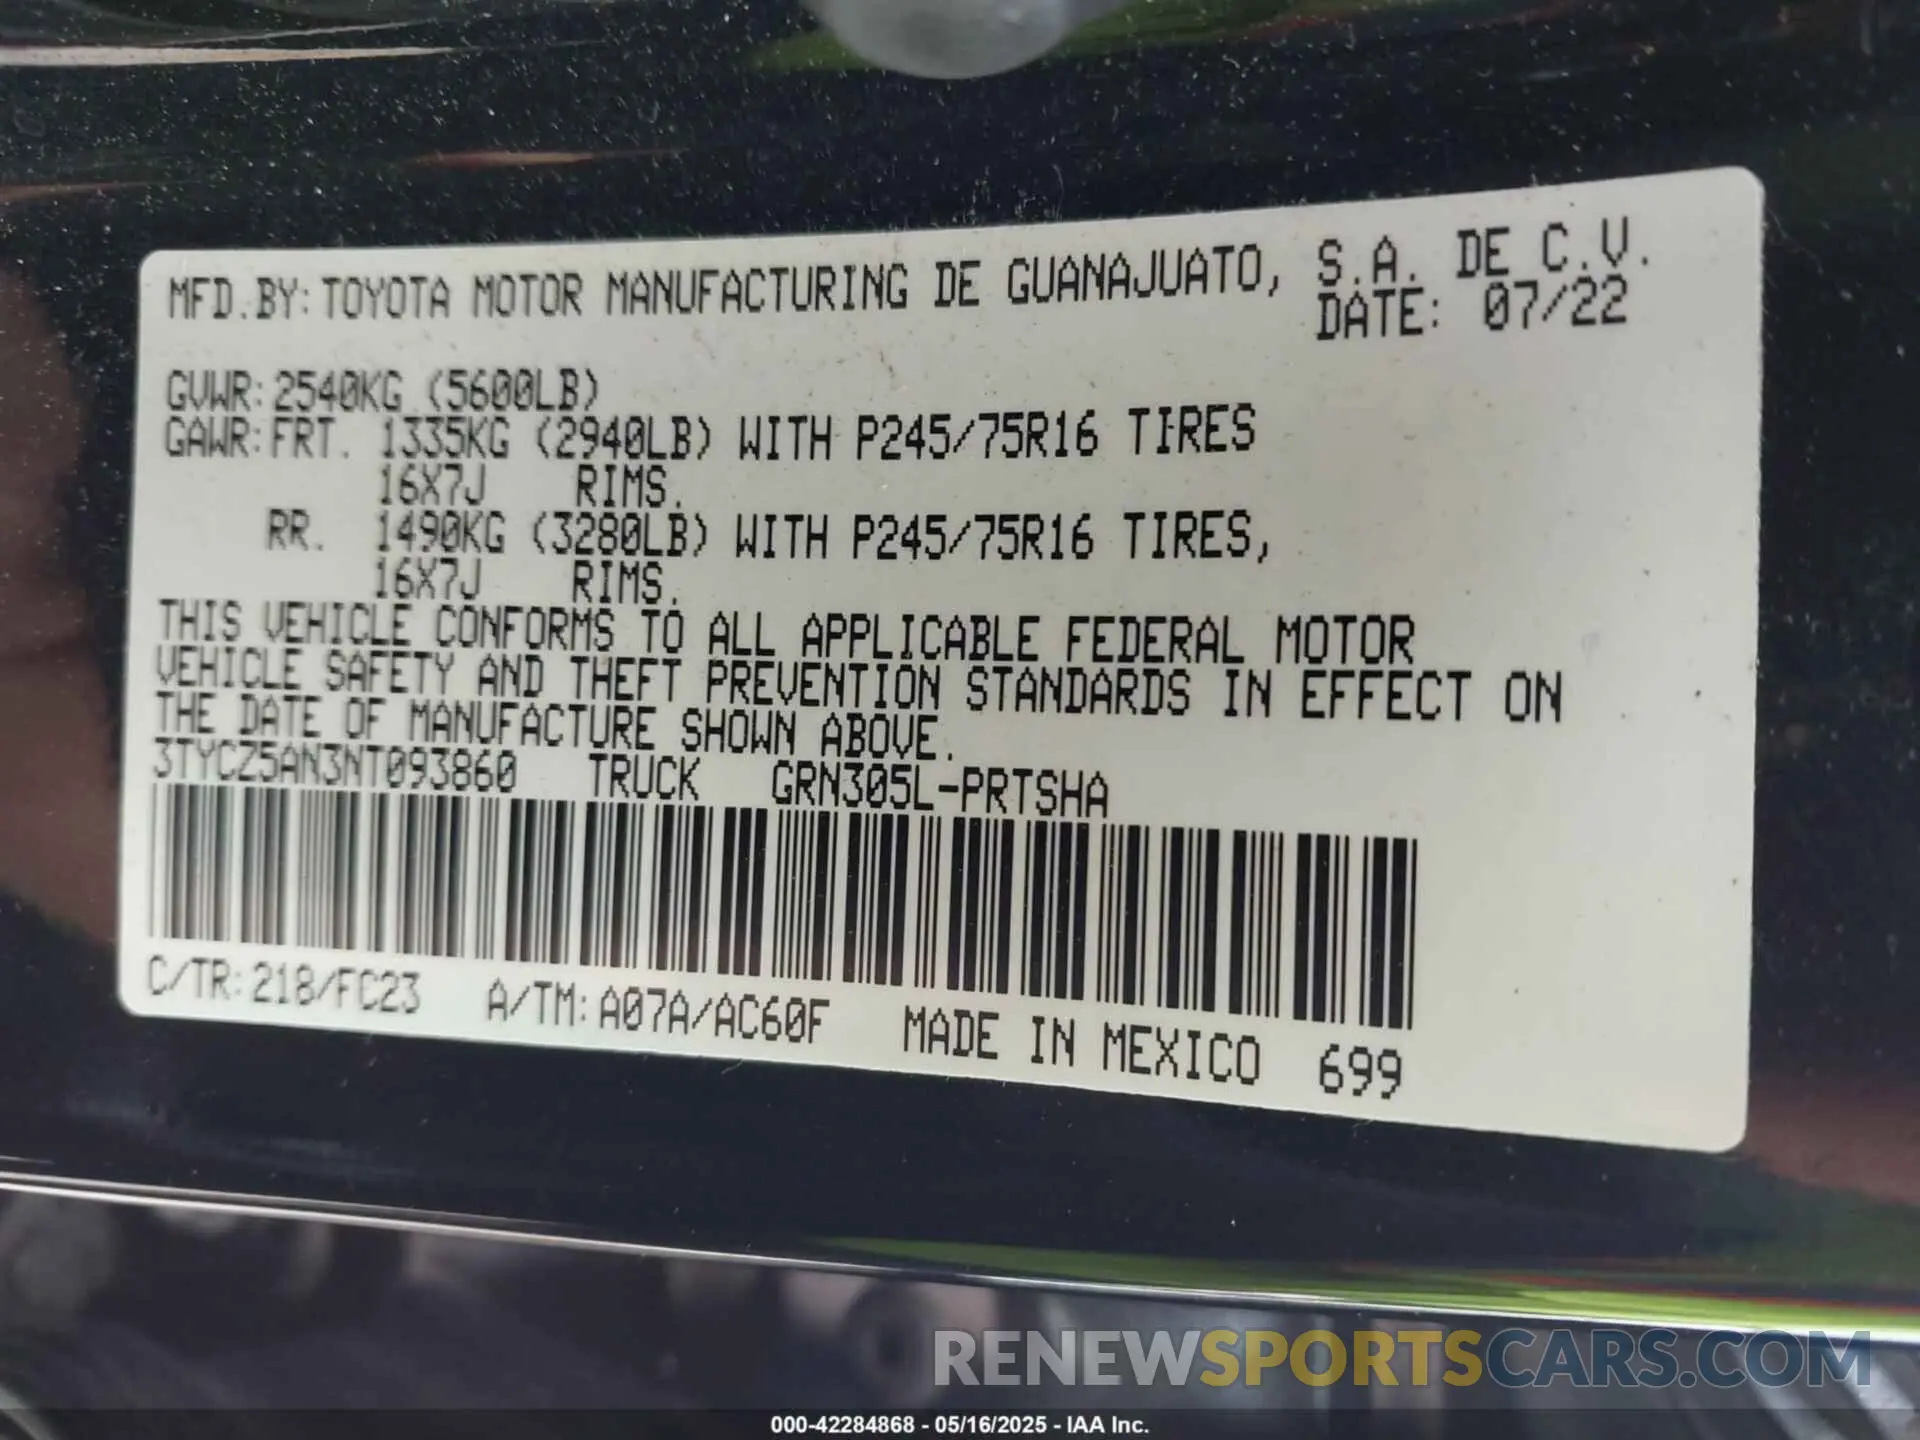 MFD.BY:TOYOTA MOTOR MANUFACTURING DE GUANAJUATO, S.A. DE C.V.
DATE: 07/22
GVWR:2540KG (5600LB)
GAWR:FRT. 1335KG (2940LB) WITH P245/75R16 TIRES
16X7J RIMS.
RR. 1490KG (3280LB) WITH P245/75R16 TIRES,
16X7J RIMS.
THIS VEHICLE CONFORMS TO ALL APPLICABLE FEDERAL MOTOR
VEHICLE SAFETY AND THEFT PREVENTION STANDARDS IN EFFECT ON
THE DATE OF MANUFACTURE SHOWN ABOVE.
3TYCZ5AN3NT093860 TRUCK GRN305L-PRTSHA
C/TR:218/FC23 A/TM:A07A/AC60F MADE IN MEXICO 699
RENEWSPORTSCARS.COM
000-42284868 - 05/16/2025 - IAA Inc.